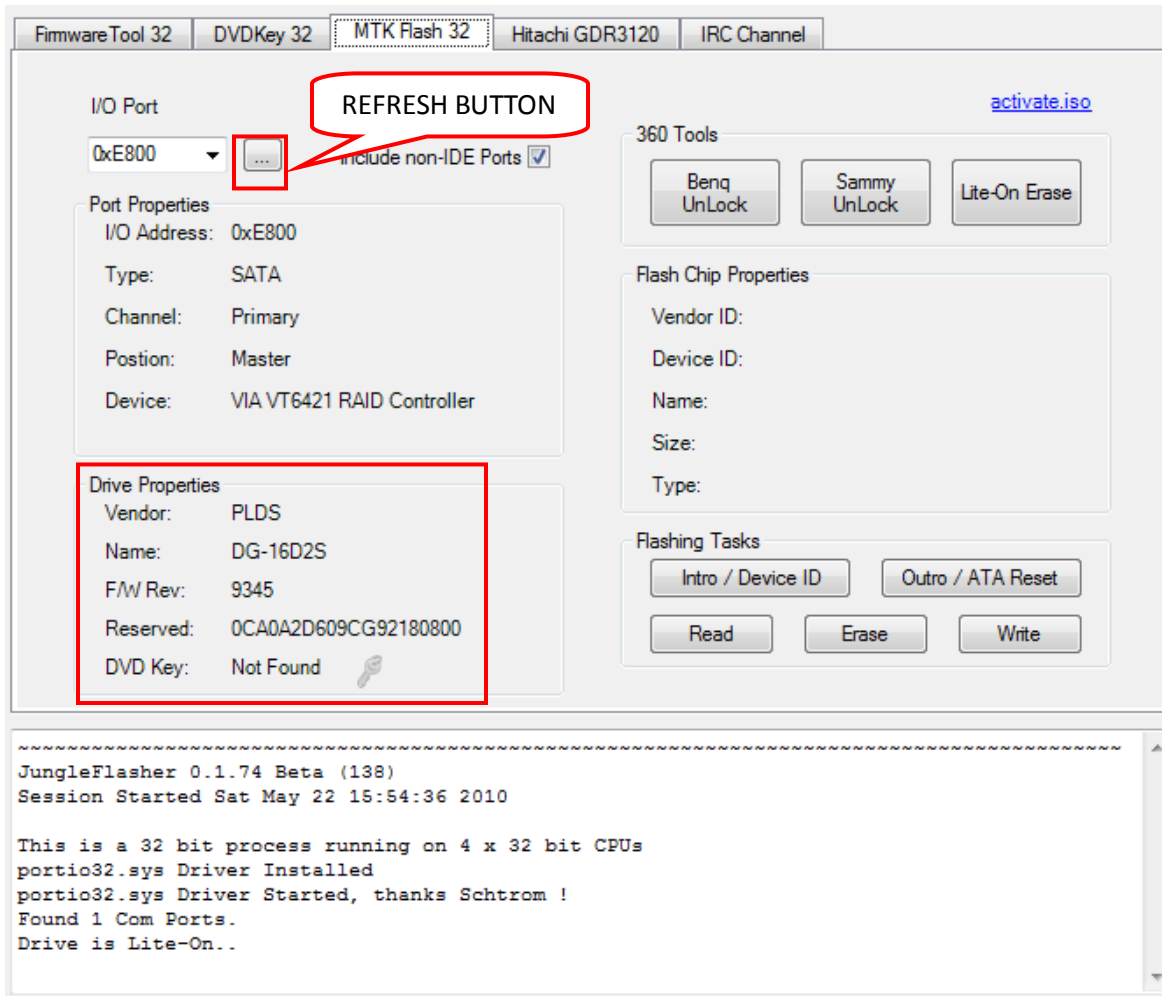 FirmwareTool 32
DVDKey 32
MTK Flash 32
Hitachi GDR3120
IRC Channel
I/O Port
REFRESH BUTTON
activate.iso
0xE800
...
Include non-IDE Ports
Port Properties
I/O Address: 0xE800
Type: SATA
Channel: Primary
Postion: Master
Device: VIA VT6421 RAID Controller
Drive Properties
Vendor: PLDS
Name: DG-16D2S
F/W Rev: 9345
Reserved: 0CA0A2D609CG92180800
DVD Key: Not Found
360 Tools
Benq
UnLock
Sammy
UnLock
Lite-On Erase
Flash Chip Properties
Vendor ID:
Device ID:
Name:
Size:
Type:
Flashing Tasks
Intro / Device ID
Outro / ATA Reset
Read
Erase
Write
~~~~~~~~~~~~~~~~~~~~~~~~~~~~~~~~~~~~~~~~~~~~~~~~~~~~~~~~~~~~~~~~~~~~~~~~~~~~~~~~~~~~~~~~~~
JungleFlasher 0.1.74 Beta (138)
Session Started Sat May 22 15:54:36 2010
This is a 32 bit process running on 4 x 32 bit CPUs
portio32.sys Driver Installed
portio32.sys Driver Started, thanks Schtrom !
Found 1 Com Ports.
Drive is Lite-On..